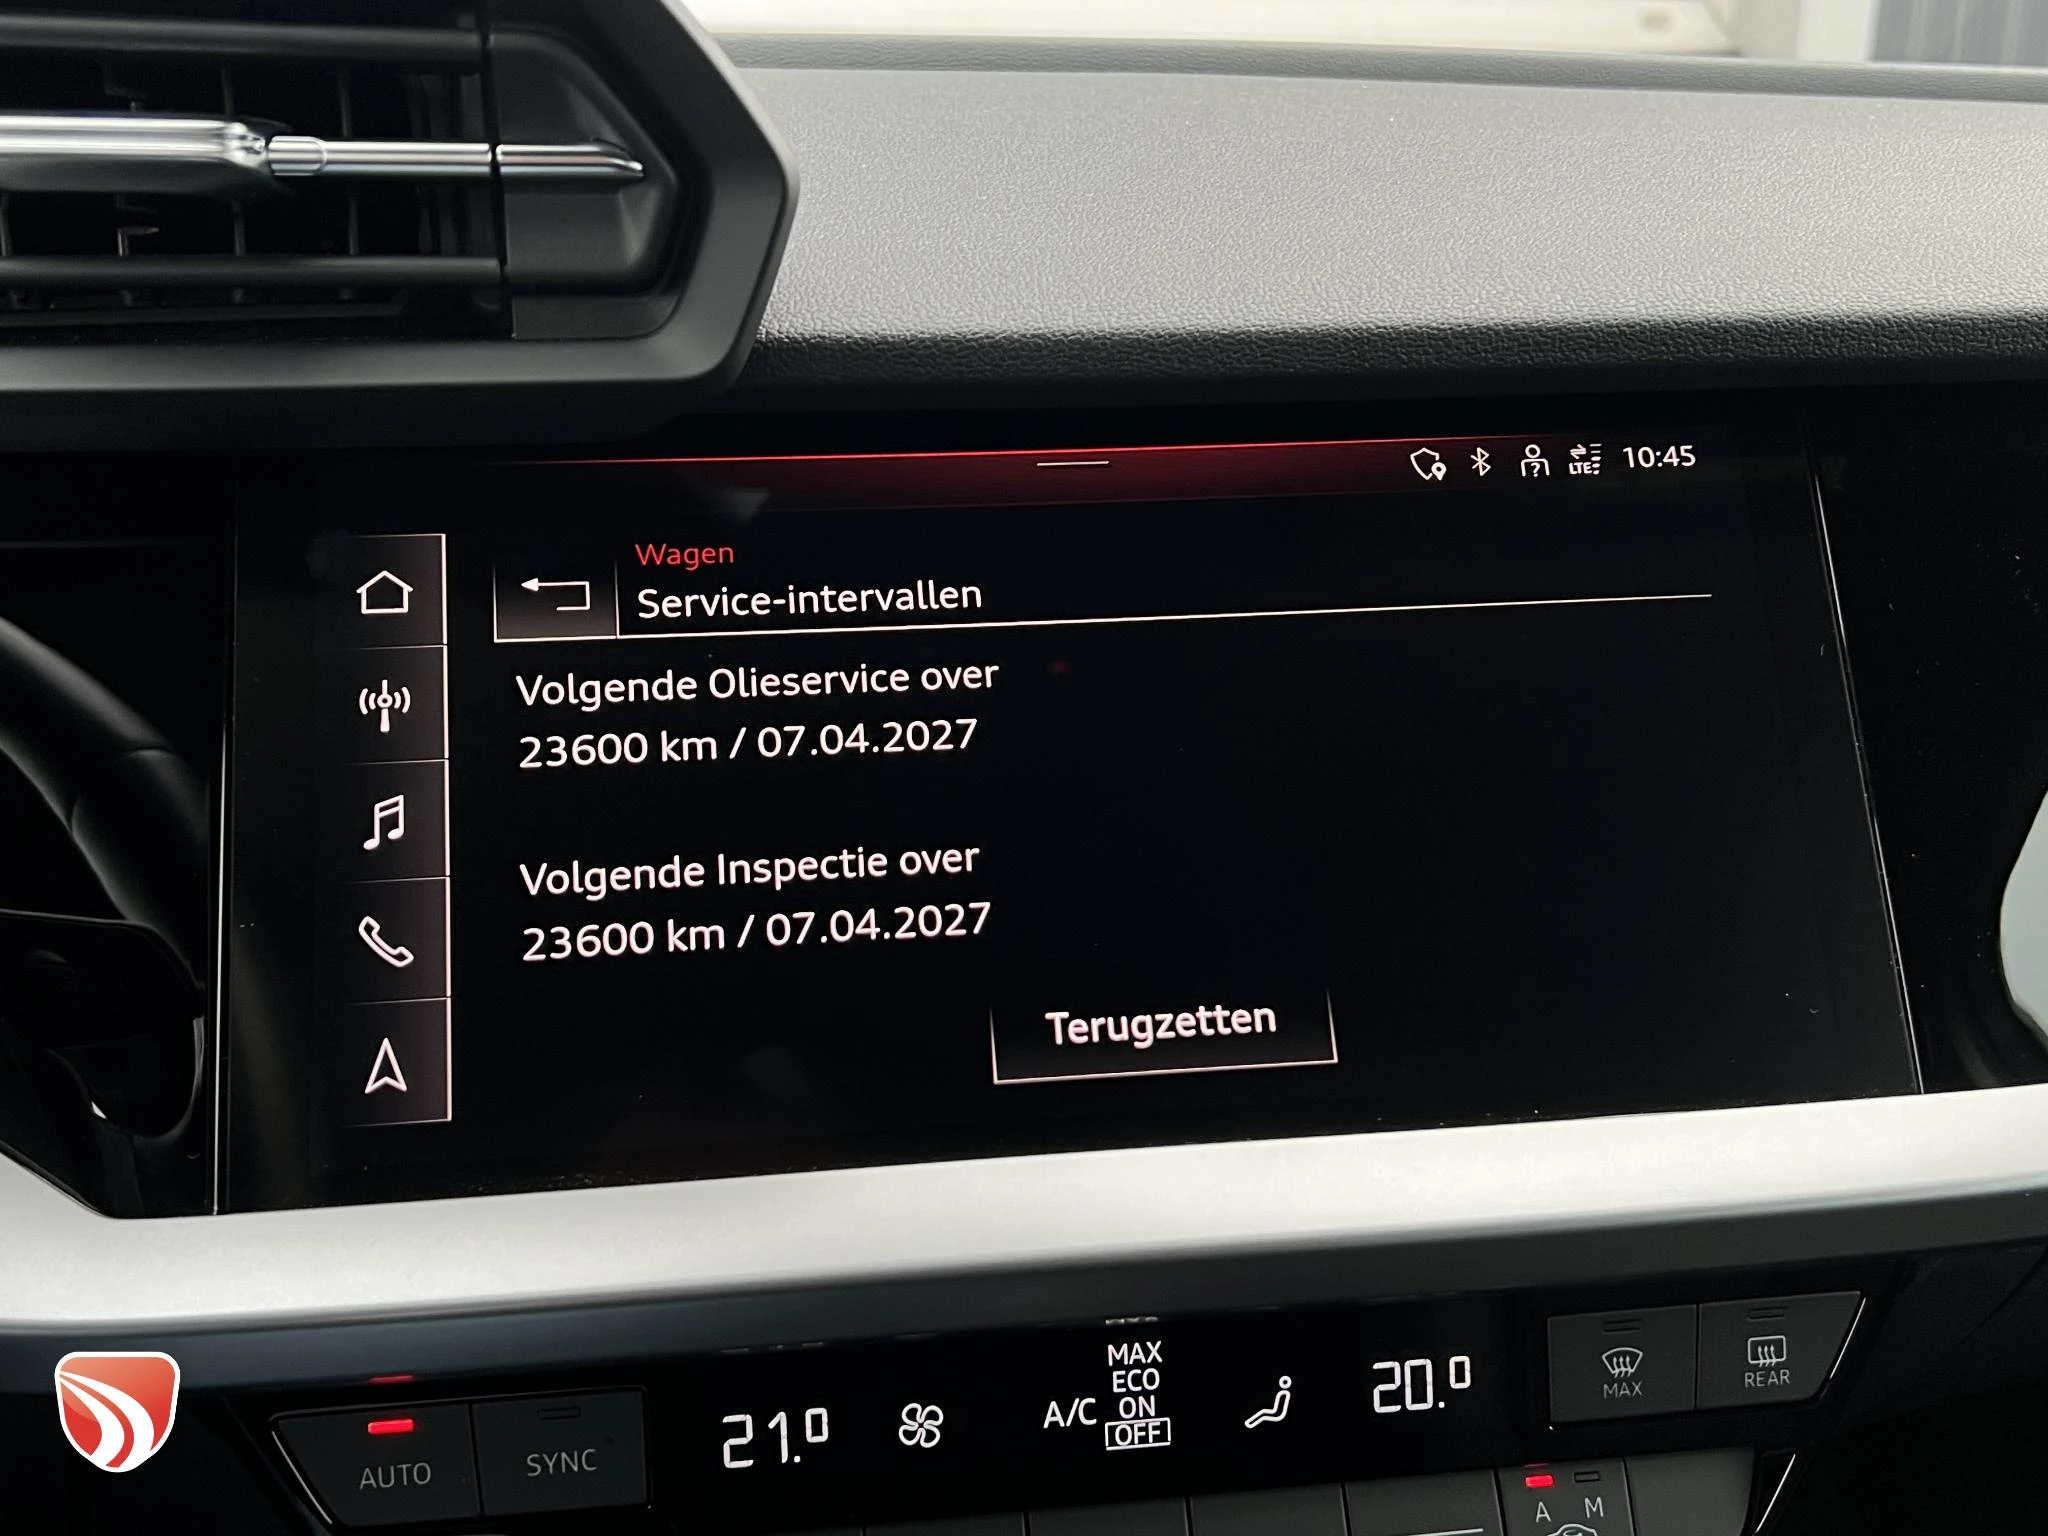 LTE 10:45
Wagen
Service-intervallen
Volgende Olieservice over
23600 km / 07.04.2027
Volgende Inspectie over
23600 km / 07.04.2027
Terugzetten
AUTO
SYNC
21.0
A/C
MAX
ECO
ON
OFF
20.0
MAX
REAR
A M